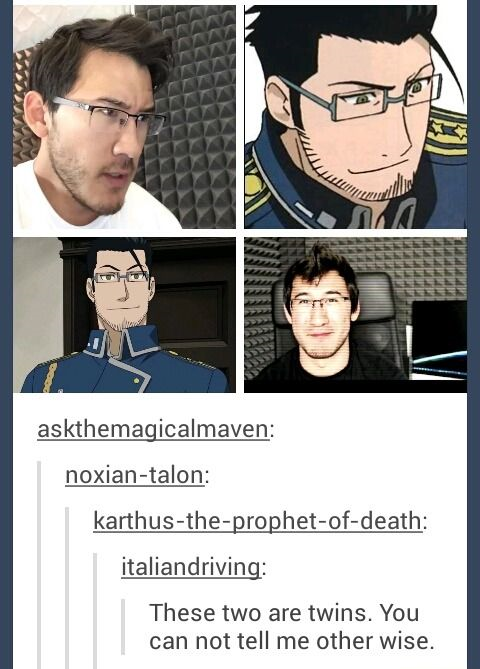 askthemagicalmaven:
noxian-talon:
karthus-the-prophet-of-death:
italiandriving:
These two are twins. You
can not tell me other wise.